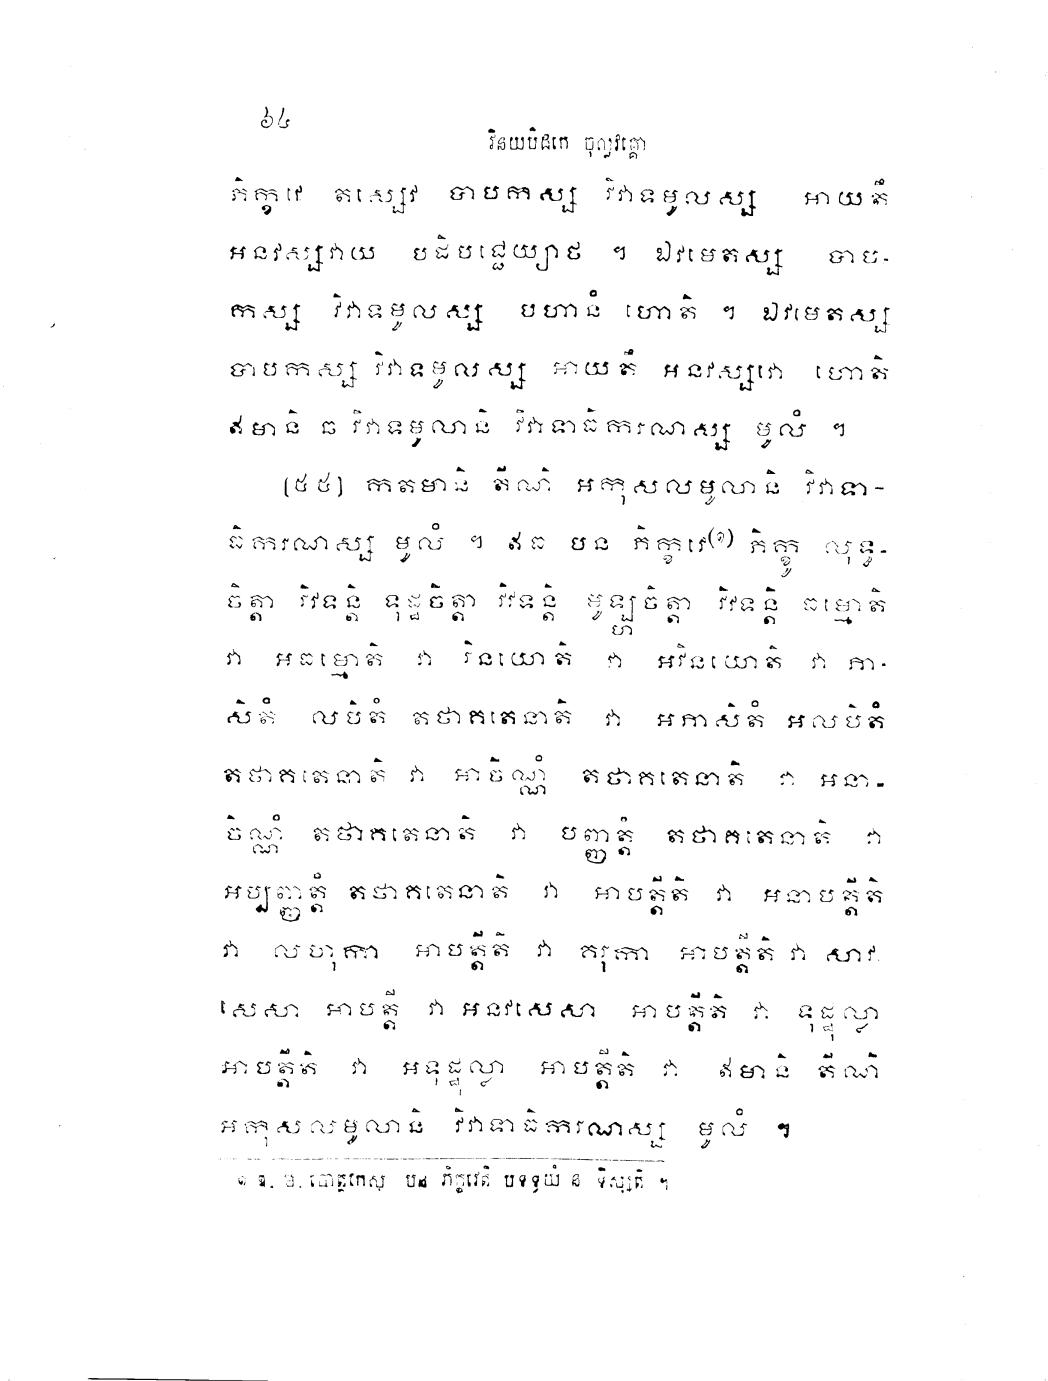 ៦៤
វិនយបិដកេ ចុល្លវគ្គោ
ភិក្ខវេ តស្សេវ បាបកស្ស វិវាទមូលស្ស អាយតឹ
អនវស្សវាយ បដិបជ្ជេយ្យាថ ។ ឯវមេតស្ស បាប-
កស្ស វិវាទមូលស្ស បហានំ ហោតិ ។ ឯវមេតស្ស
បាបកស្ស វិវាទមូលស្ស អាយតឹ អនវស្សវោ ហោតិ
ឥមានិ ឆ វិវាទមូលានិ វិវាទាធិការណស្ស មូលំ ។
(៥៥) កតមានិ តីណិ អកុសលមូលានិ វិវាទា-
ធិការណស្ស មូលំ ។ ឥធ បន ភិក្ខវេ(១) ភិក្ខូ លុទ្ធ-
ចិត្តា វិវទន្តិ ទុដ្ឋចិត្តា វិវទន្តិ មូឡ្ហចិត្តា វិវទន្តិ ធម្មោតិ
វា អធម្មោតិ វា វិនយោតិ វា អវិនយោតិ វា ភា-
សិតំ លបិតំ តថាគតេនាតិ វា អភាសិតំ អលបិតំ
តថាគតេនាតិ វា អាចិណ្ណំ តថាគតេនាតិ វា អនា-
ចិណ្ណំ តថាគតេនាតិ វា បញ្ញត្តំ តថាគតេនាតិ វា
អប្បញ្ញត្តំ តថាគតេនាតិ វា អាបត្តីតិ វា អនាបត្តីតិ
វា លហុកា អាបត្តីតិ វា គរុកា អាបត្តីតិ វា សាវ-
សេសា អាបត្តី វា អនវសេសា អាបត្តីតិ វា ទុដ្ឋុល្លា
អាបត្តីតិ វា អទុដ្ឋុល្លា អាបត្តីតិ វា ឥមានិ តីណិ
អកុសលមូលានិ វិវាទាធិការណស្ស មូលំ ។
១ ឱ. ម. បោត្ថកេសុ បន ភិក្ខវេតិ បទទ្វយំ ន ទិស្សតិ ។